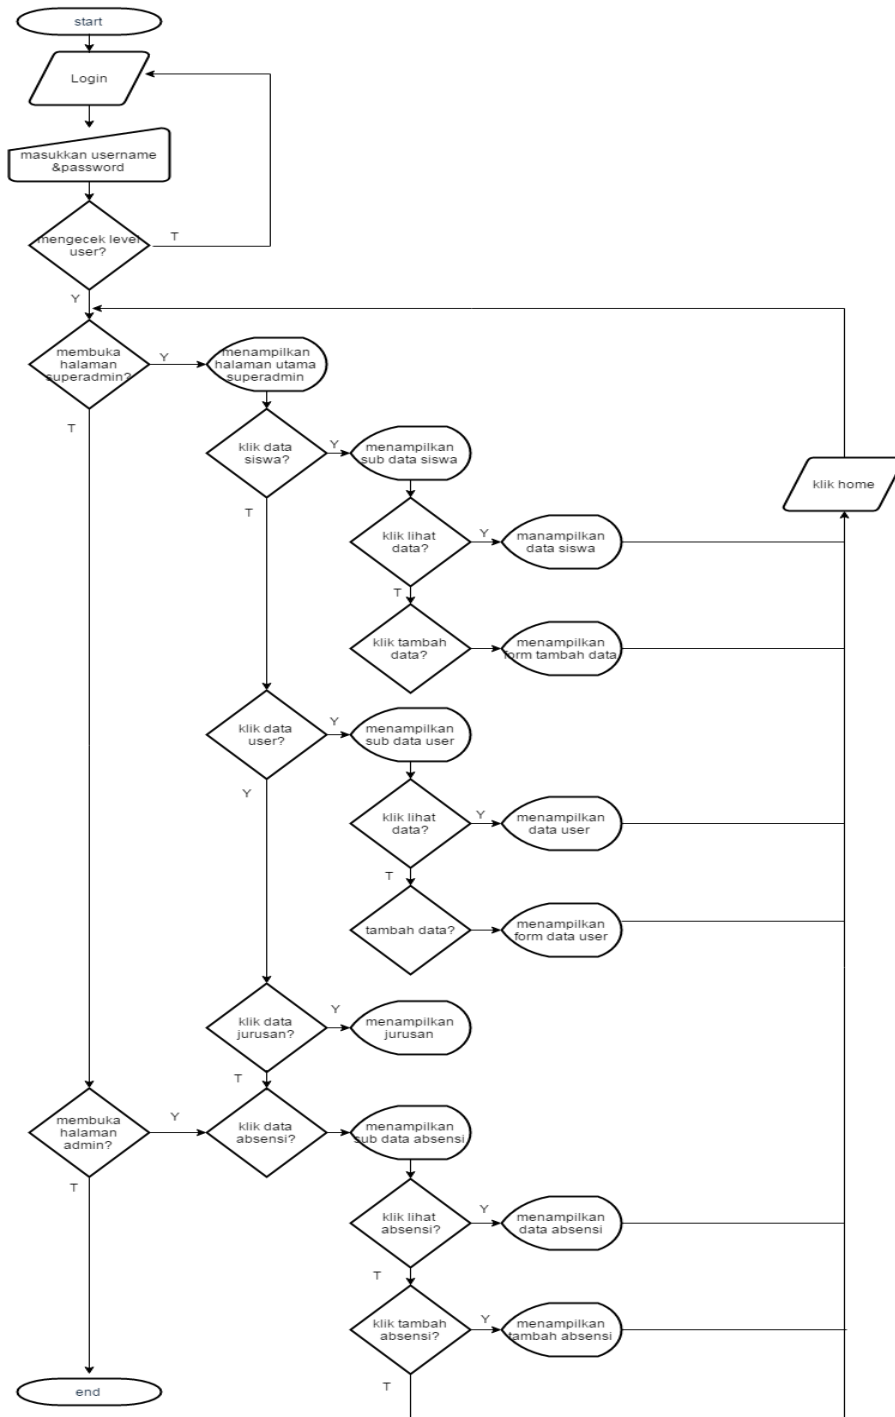 start
Login
masukkan username
&password
mengecek level
user?
T
Y
membuka
halaman
superadmin?
Y
menampilkan
halaman utama
superadmin
T
klik data
siswa?
Y
menampilkan
sub data siswa
klik home
T
klik lihat
data?
Y
manampilkan
data siswa
T
klik tambah
data?
menampilkan
form tambah data
klik data
user?
Y
menampilkan
sub data user
Y
klik lihat
data?
Y
menampilkan
data user
T
tambah data?
menampilkan
form data user
klik data
jurusan?
Y
menampilkan
jurusan
T
membuka
halaman
admin?
Y
klik data
absensi?
menampilkan
sub data absensi
T
klik lihat
absensi?
Y
menampilkan
data absensi
T
klik tambah
absensi?
Y
menampilkan
tambah absensi
T
end